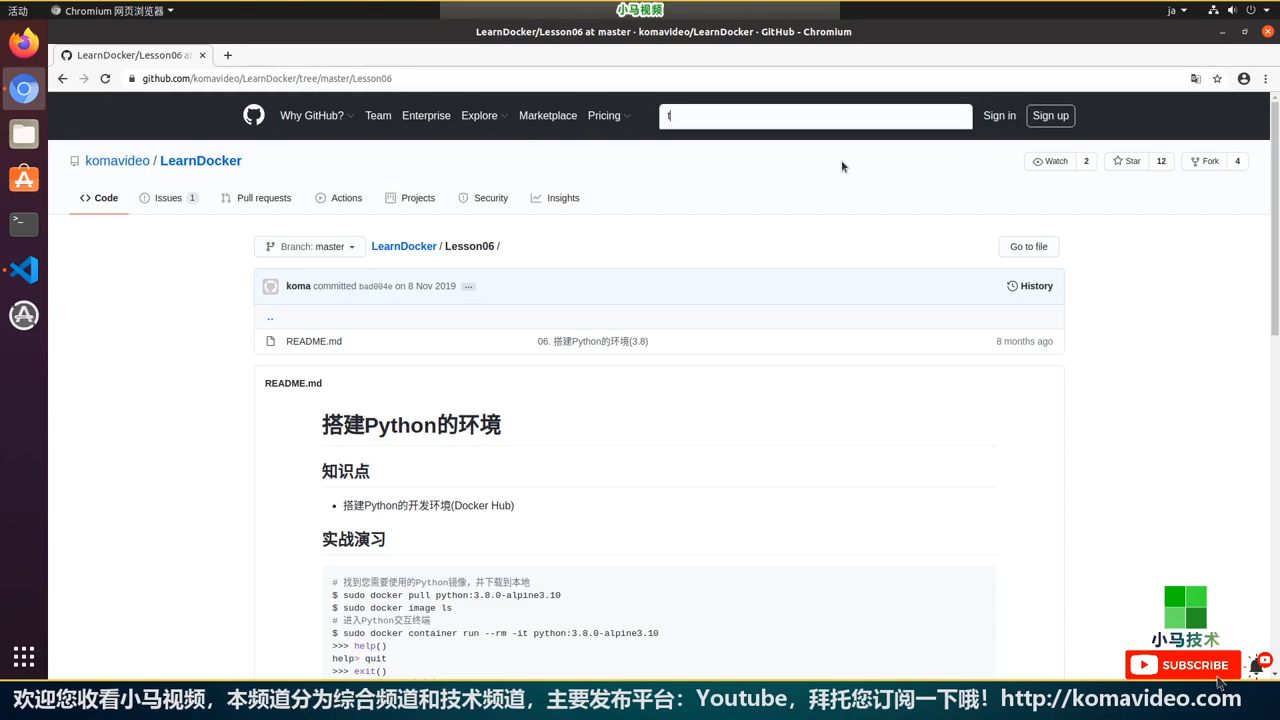 活动
Chromium 网页浏览器
小马视频
ja
LearnDocker/Lesson06 at master · komavideo/LearnDocker · GitHub - Chromium
LearnDocker/Lesson06 at
github.com/komavideo/LearnDocker/tree/master/Lesson06
Why GitHub?
Team
Enterprise
Explore
Marketplace
Pricing
t
Sign in
Sign up
komavideo / LearnDocker
Watch 2
Star 12
Fork 4
Code
Issues 1
Pull requests
Actions
Projects
Security
Insights
Branch: master
LearnDocker / Lesson06 /
Go to file
koma committed bad004e on 8 Nov 2019 ...
History
..
README.md
06. 搭建Python的环境(3.8)
8 months ago
README.md
搭建Python的环境
知识点
• 搭建Python的开发环境(Docker Hub)
实战演习
# 找到您需要使用的Python镜像，并下载到本地
$ sudo docker pull python:3.8.0-alpine3.10
$ sudo docker image ls
# 进入Python交互终端
$ sudo docker container run --rm -it python:3.8.0-alpine3.10
>>> help()
help> quit
>>> exit()
小马技术
SUBSCRIBE
欢迎您收看小马视频，本频道分为综合频道和技术频道，主要发布平台：Youtube，拜托您订阅一下哦！http://komavideo.com